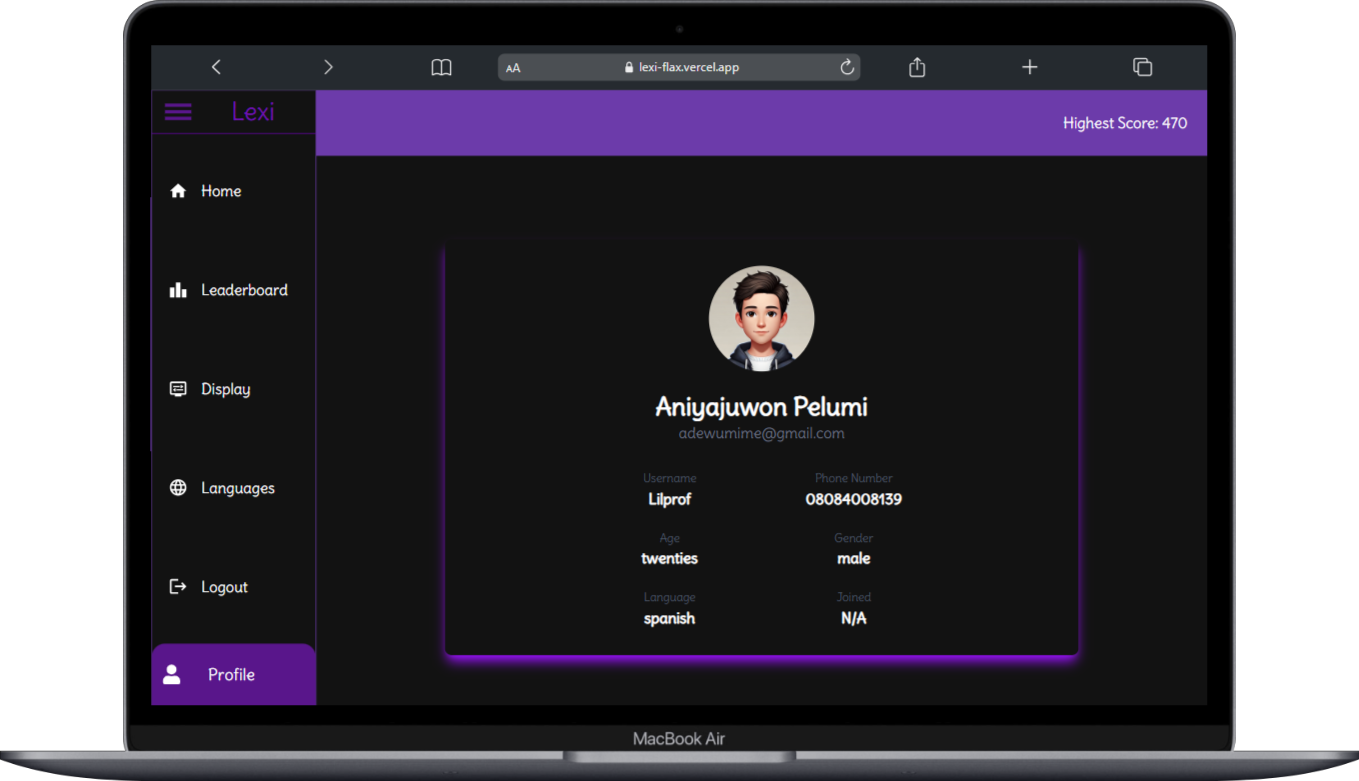 AA lexi-flax.vercel.app
Lexi
Highest Score: 470
Home
Leaderboard
Display
Languages
Logout
Profile
Aniyajuwon Pelumi
adewumime@gmail.com
Username Phone Number
Lilprof 08084008139
Age Gender
twenties male
Language Joined
spanish N/A
MacBook Air